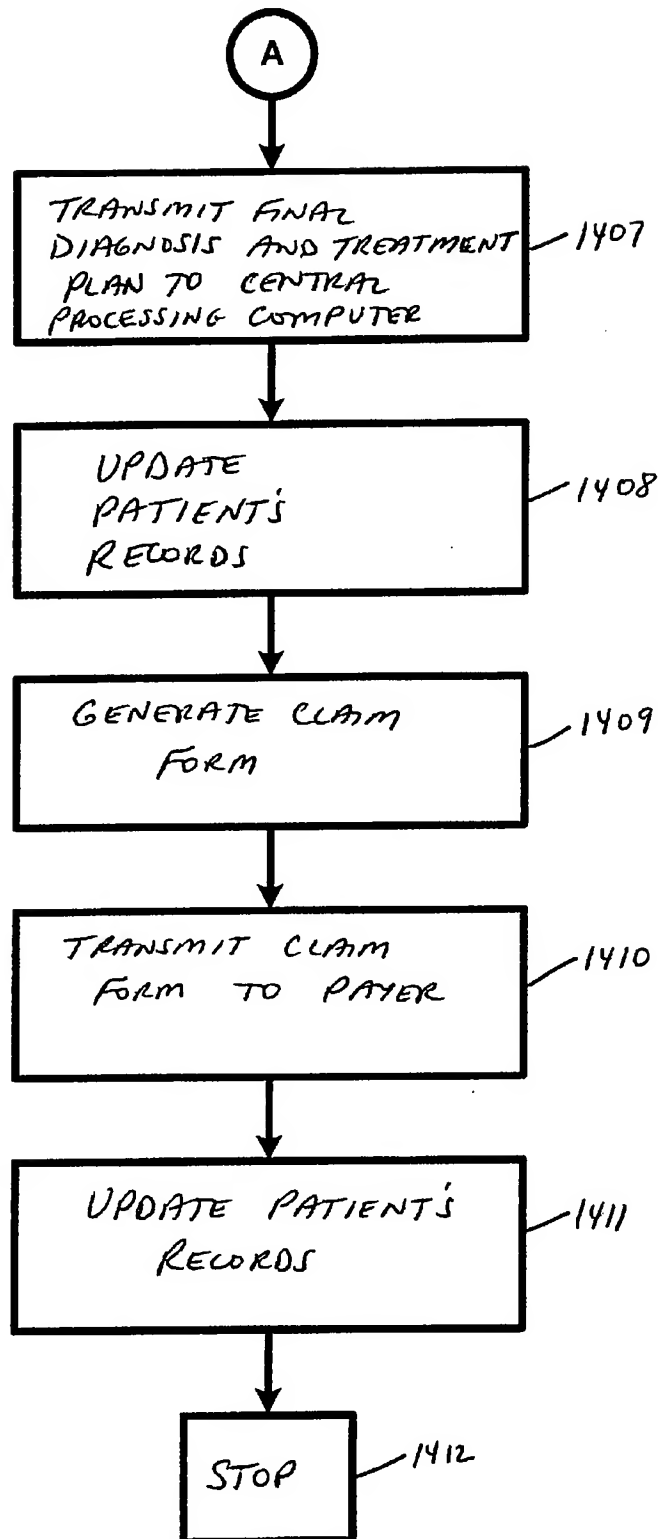 A
TRANSMIT FINAL
DIAGNOSIS AND TREATMENT
PLAN TO CENTRAL
PROCESSING COMPUTER
1407
UPDATE
PATIENT'S
RECORDS
1408
GENERATE CLAIM
FORM
1409
TRANSMIT CLAIM
FORM TO PAYER
1410
UPDATE PATIENT'S
RECORDS
1411
STOP
1412